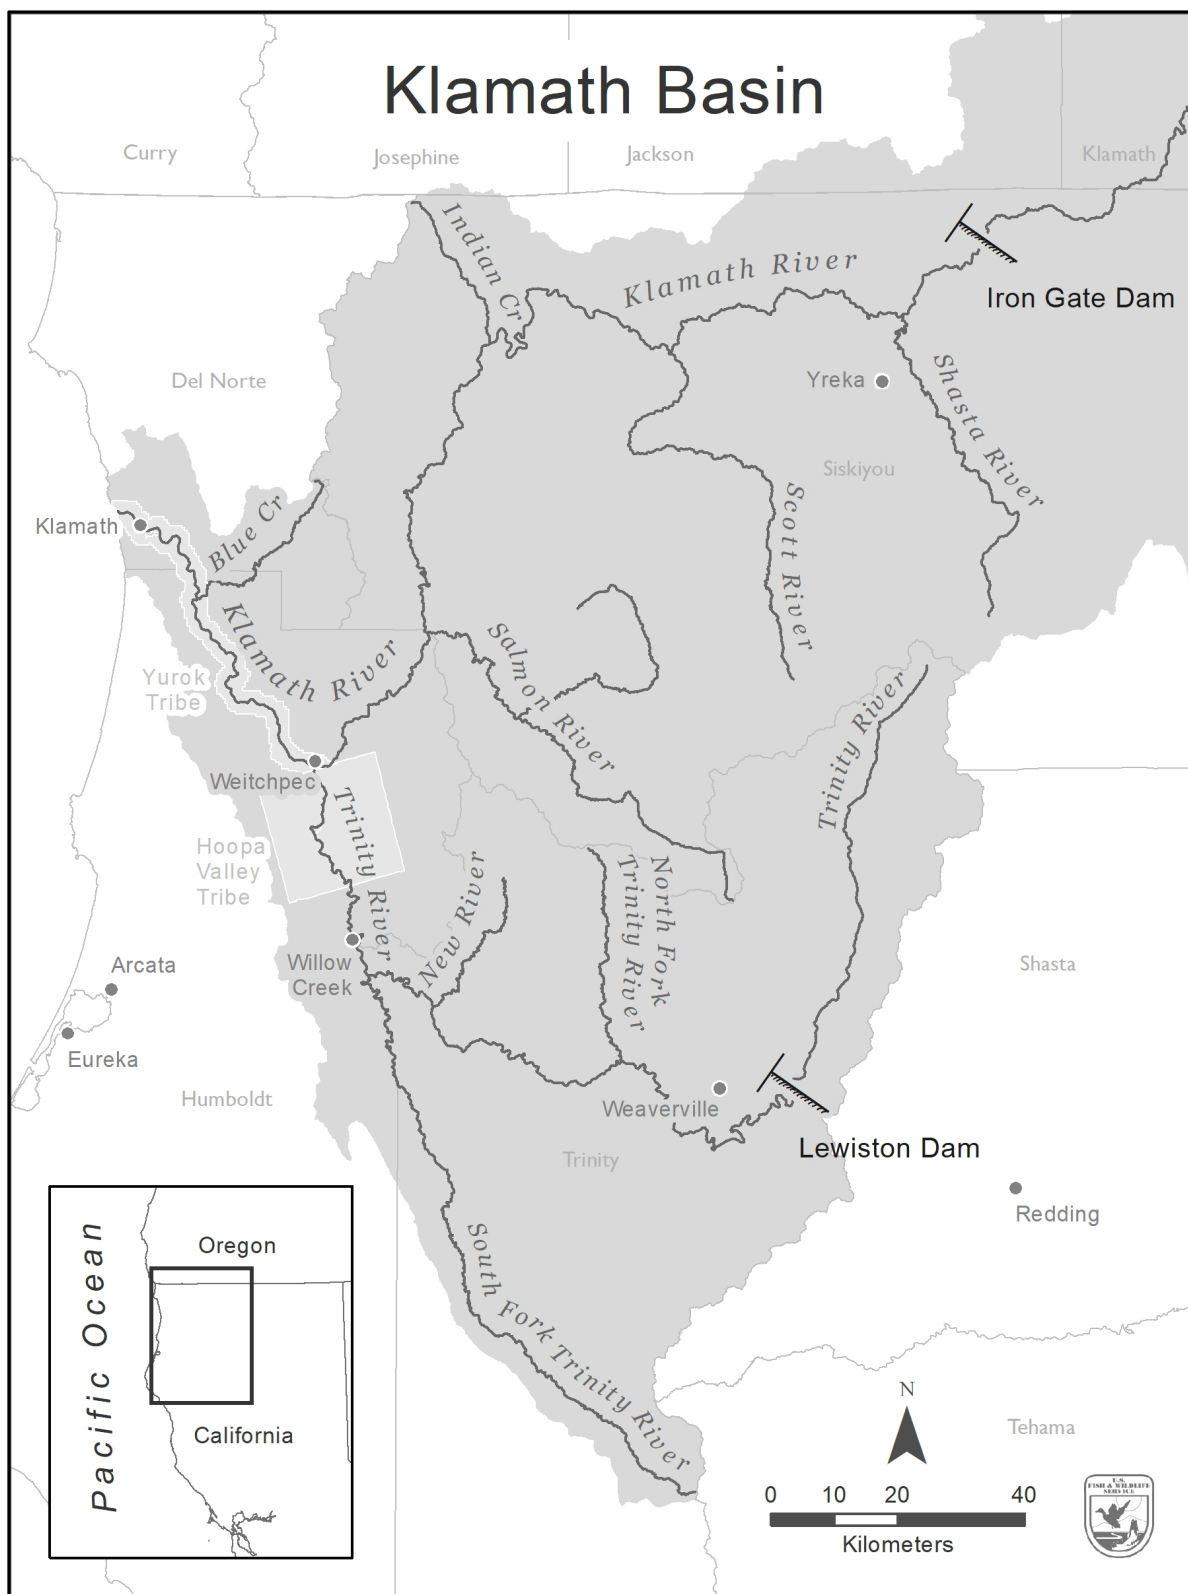 Klamath Basin
Curry
Josephine
Jackson
Klamath
Indian Cr
Klamath River
Iron Gate Dam
Del Norte
Yreka
Shasta River
Siskiyou
Scott River
Klamath
Blue Cr
Klamath River
Salmon River
Yurok
Tribe
Trinity River
Weitchpec
Trinity River
Hoopa
Valley
Tribe
New River
North Fork
Trinity River
Willow
Creek
Arcata
Shasta
Eureka
Humboldt
Weaverville
Lewiston Dam
Trinity
Redding
South Fork Trinity River
Pacific Ocean
Oregon
California
N
Tehama
0 10 20 40
Kilometers
U.S.
FISH & WILDLIFE
SERVICE